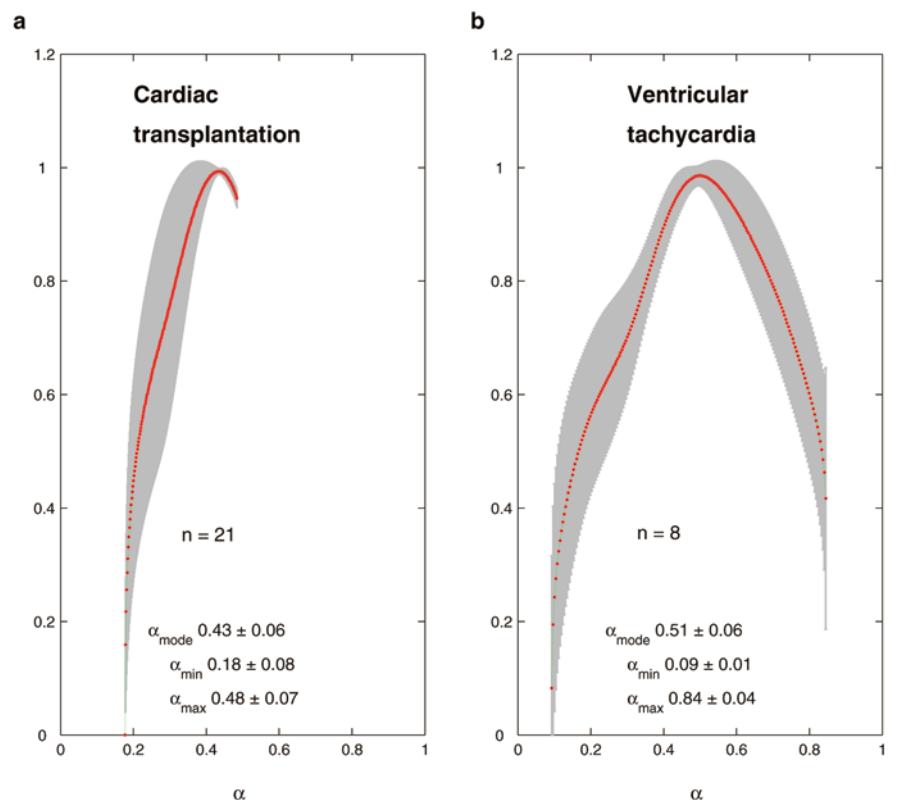 a
1.2
1
0.8
0.6
0.4
0.2
0
0 0.2 0.4 0.6 0.8 1
Cardiac
transplantation
n = 21
αmode 0.43 ± 0.06
αmin 0.18 ± 0.08
αmax 0.48 ± 0.07
α
b
1.2
1
0.8
0.6
0.4
0.2
0
0 0.2 0.4 0.6 0.8 1
Ventricular
tachycardia
n = 8
αmode 0.51 ± 0.06
αmin 0.09 ± 0.01
αmax 0.84 ± 0.04
α